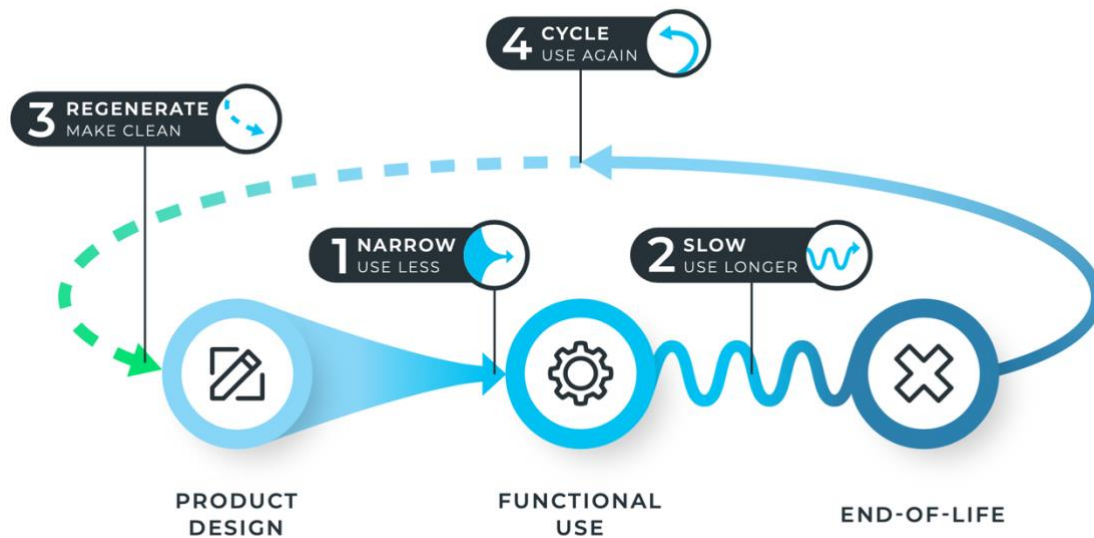 4 CYCLE
USE AGAIN
3 REGENERATE
MAKE CLEAN
1 NARROW
USE LESS
2 SLOW
USE LONGER
PRODUCT
DESIGN
FUNCTIONAL
USE
END-OF-LIFE